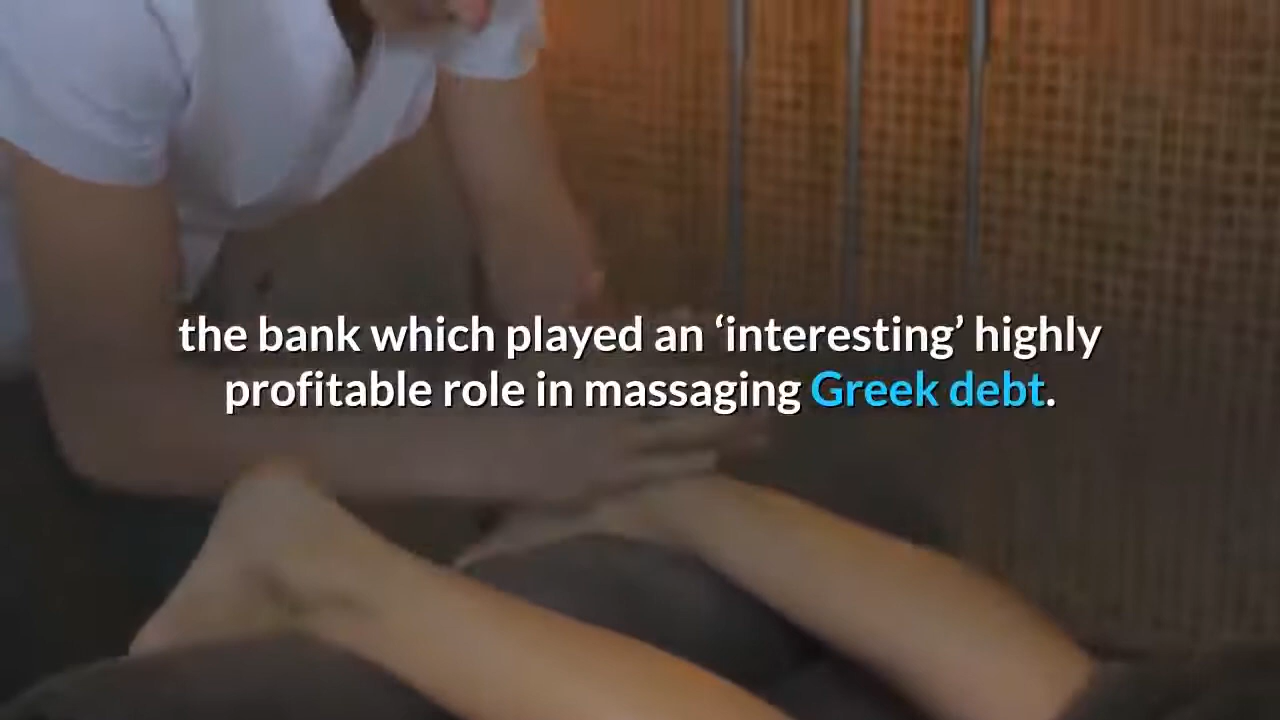 the bank which played an ‘interesting’ highly
profitable role in massaging Greek debt.